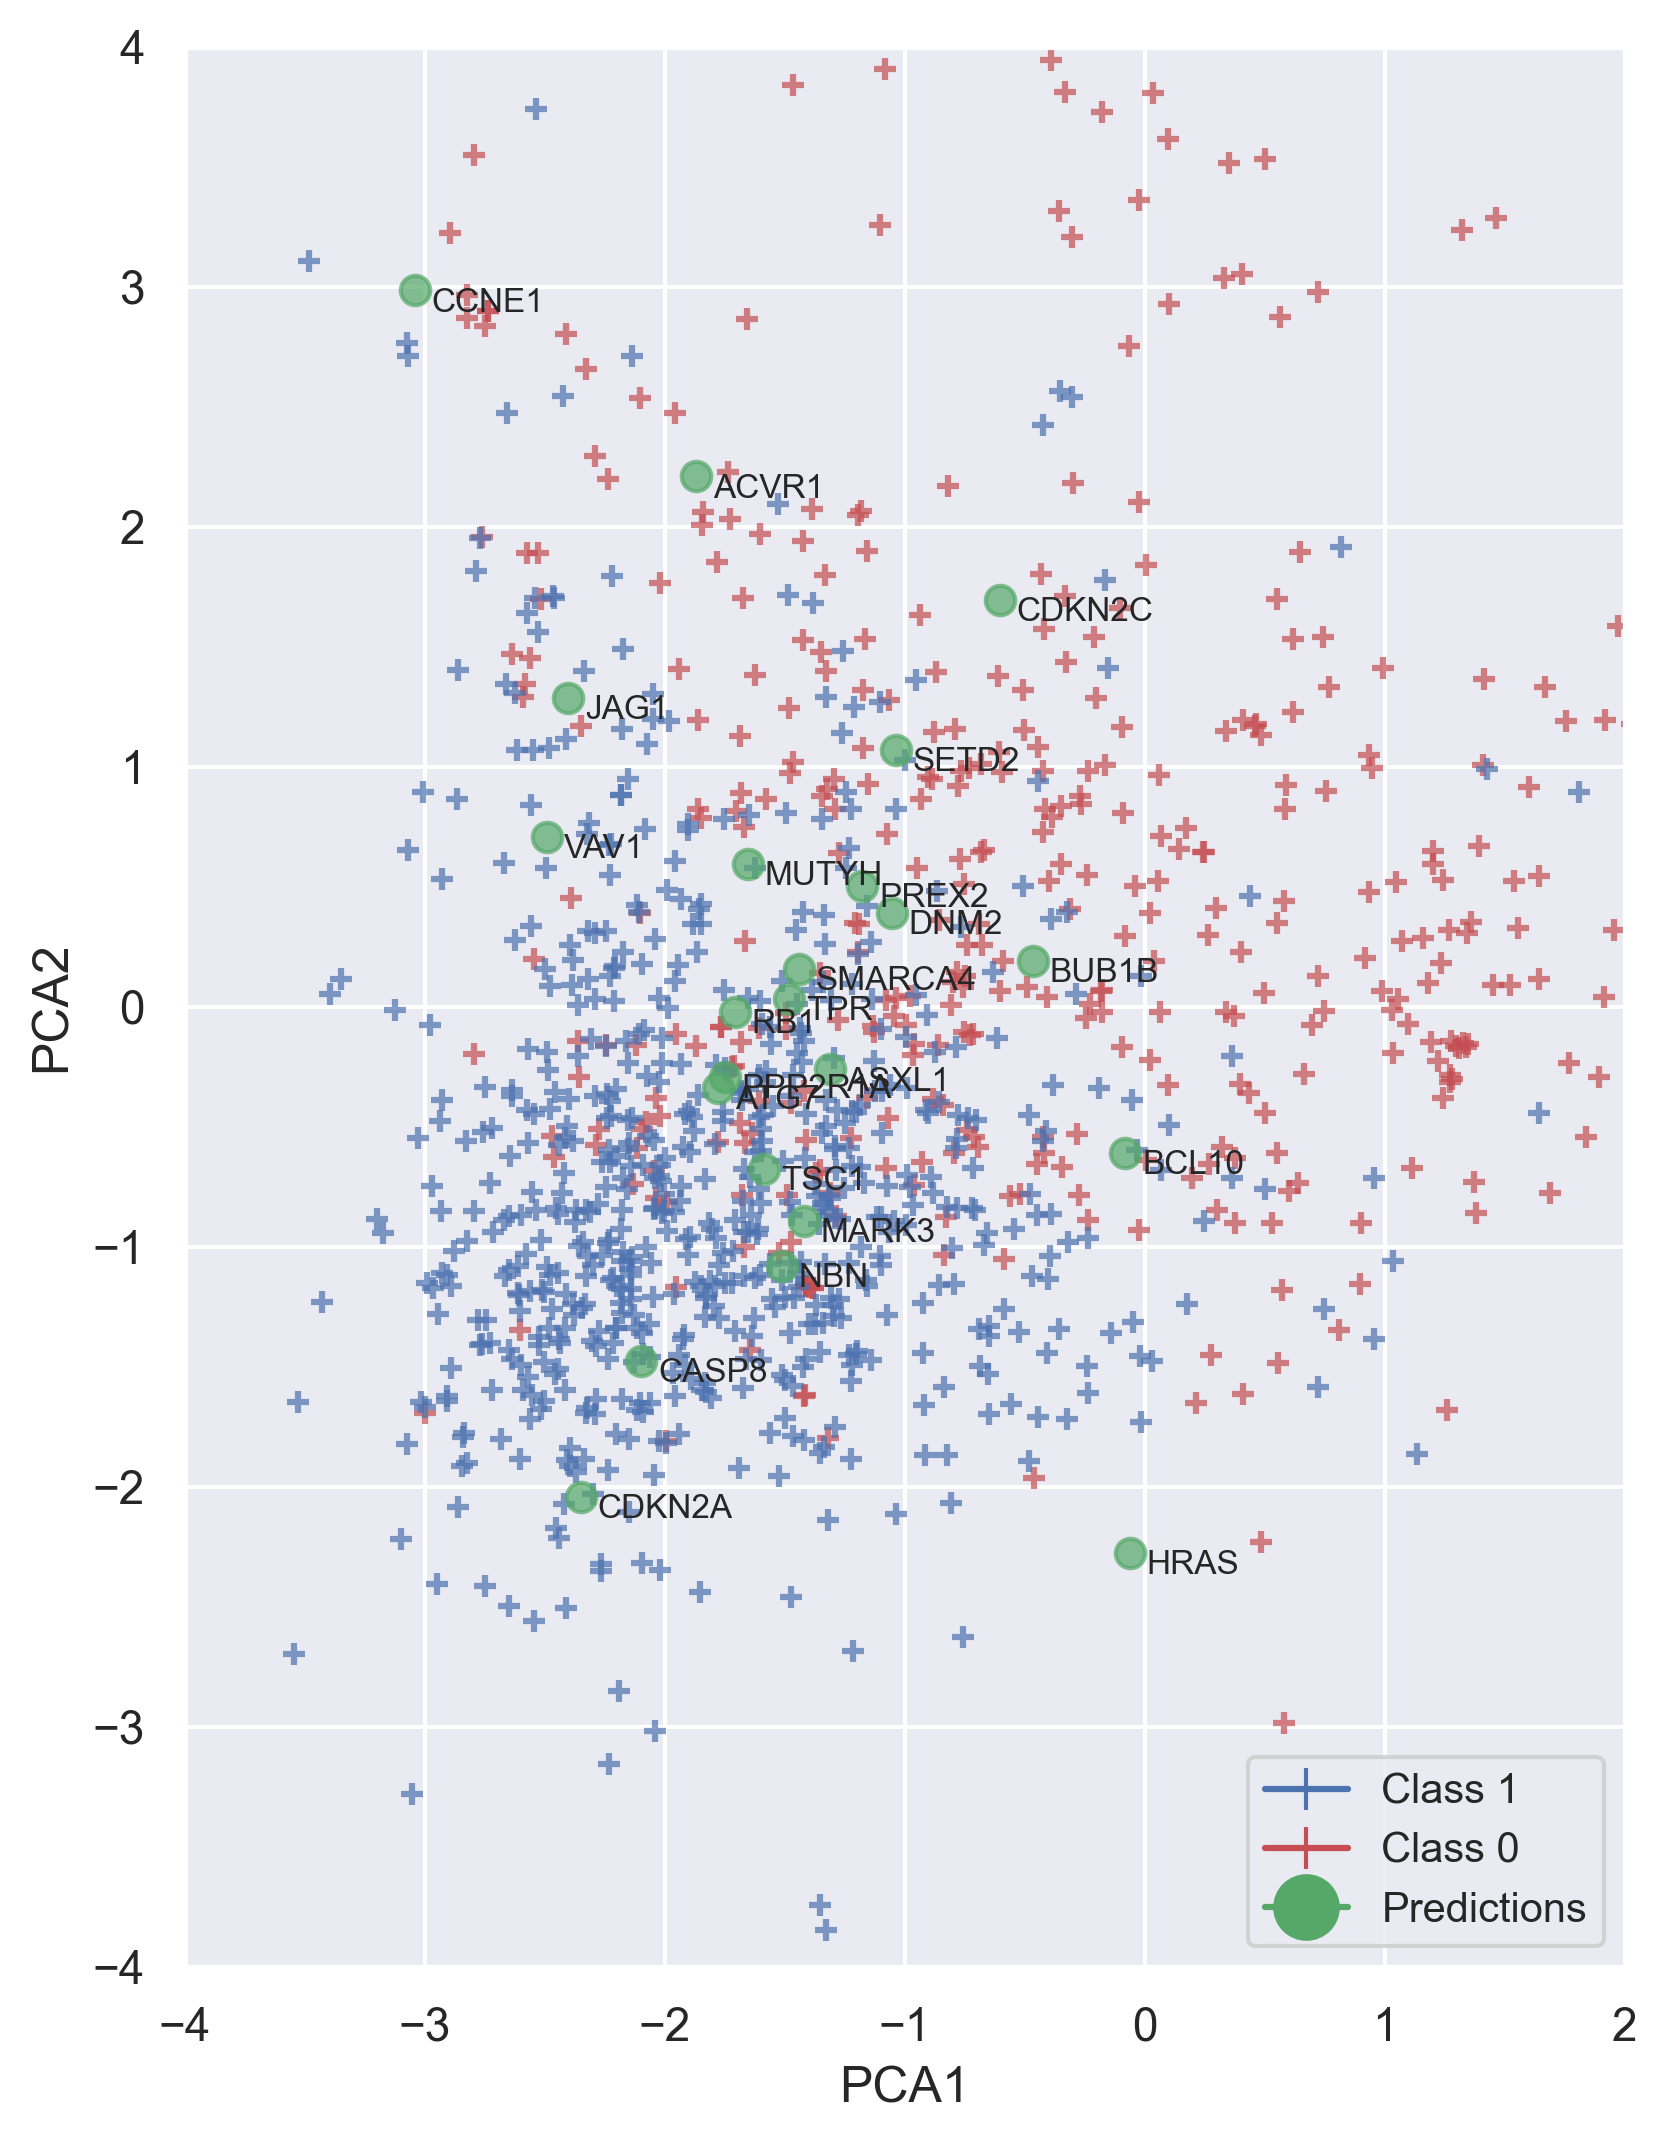 4
3
2
1
0
−1
−2
−3
−4
PCA2
CCNE1
ACVR1
CDKN2C
JAG1
SETD2
VAV1
MUTYH
PREX2
DNM2
BUB1B
SMARCA4
TPR
RB1
ASXL1
PPP2R1A
ATG7
BCL10
TSC1
MARK3
NBN
CASP8
CDKN2A
HRAS
Class 1
Class 0
Predictions
−4 −3 −2 −1 0 1 2
PCA1